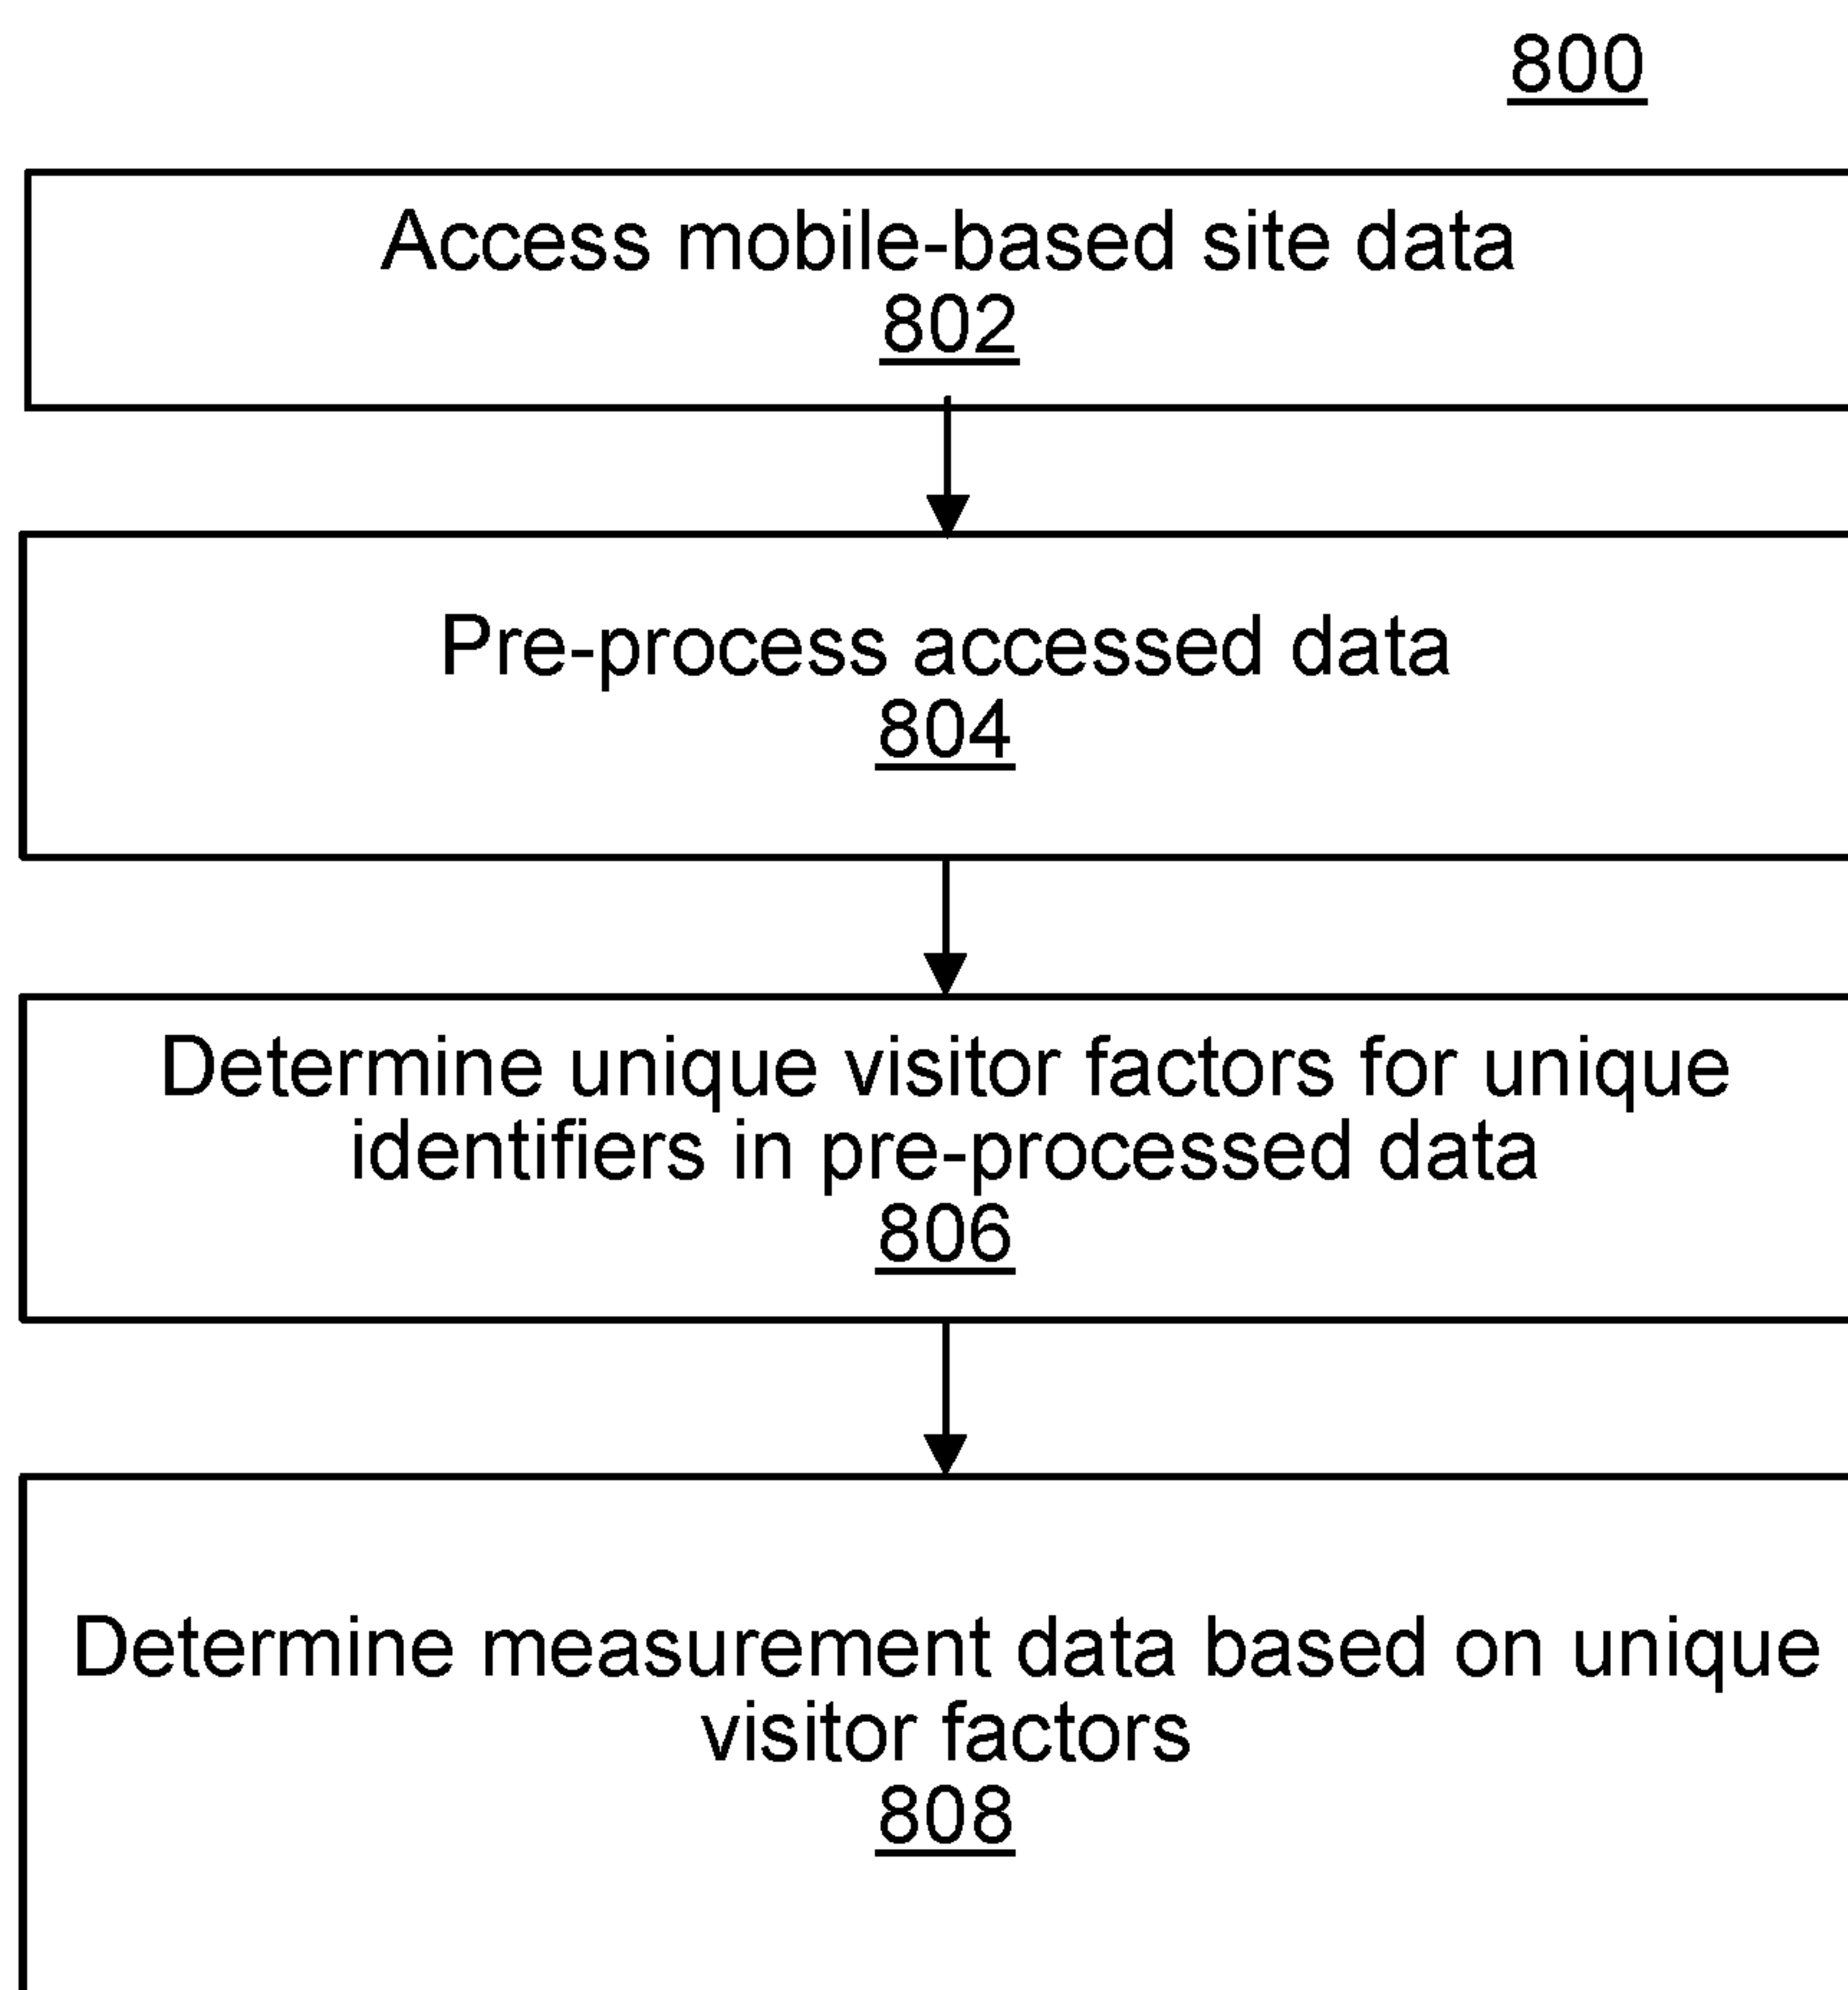 800
Access mobile-based site data
802
Pre-process accessed data
804
Determine unique visitor factors for unique
identifiers in pre-processed data
806
Determine measurement data based on unique
visitor factors
808